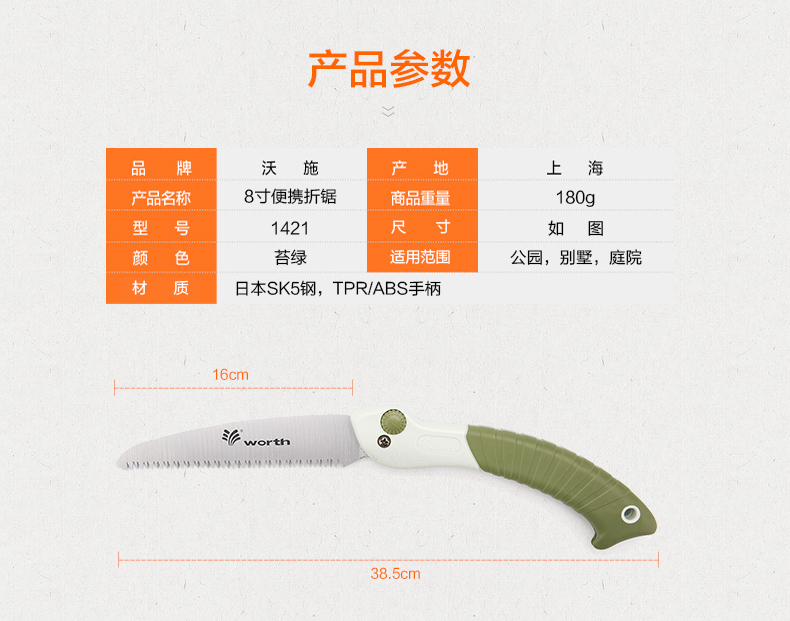 产品参数
品 牌 沃 施 产 地 上 海
产品名称 8寸便携折锯 商品重量 180g
型 号 1421 尺 寸 如 图
颜 色 苔绿 适用范围 公园，别墅，庭院
材 质 日本SK5钢，TPR/ABS手柄
16cm
worth
38.5cm